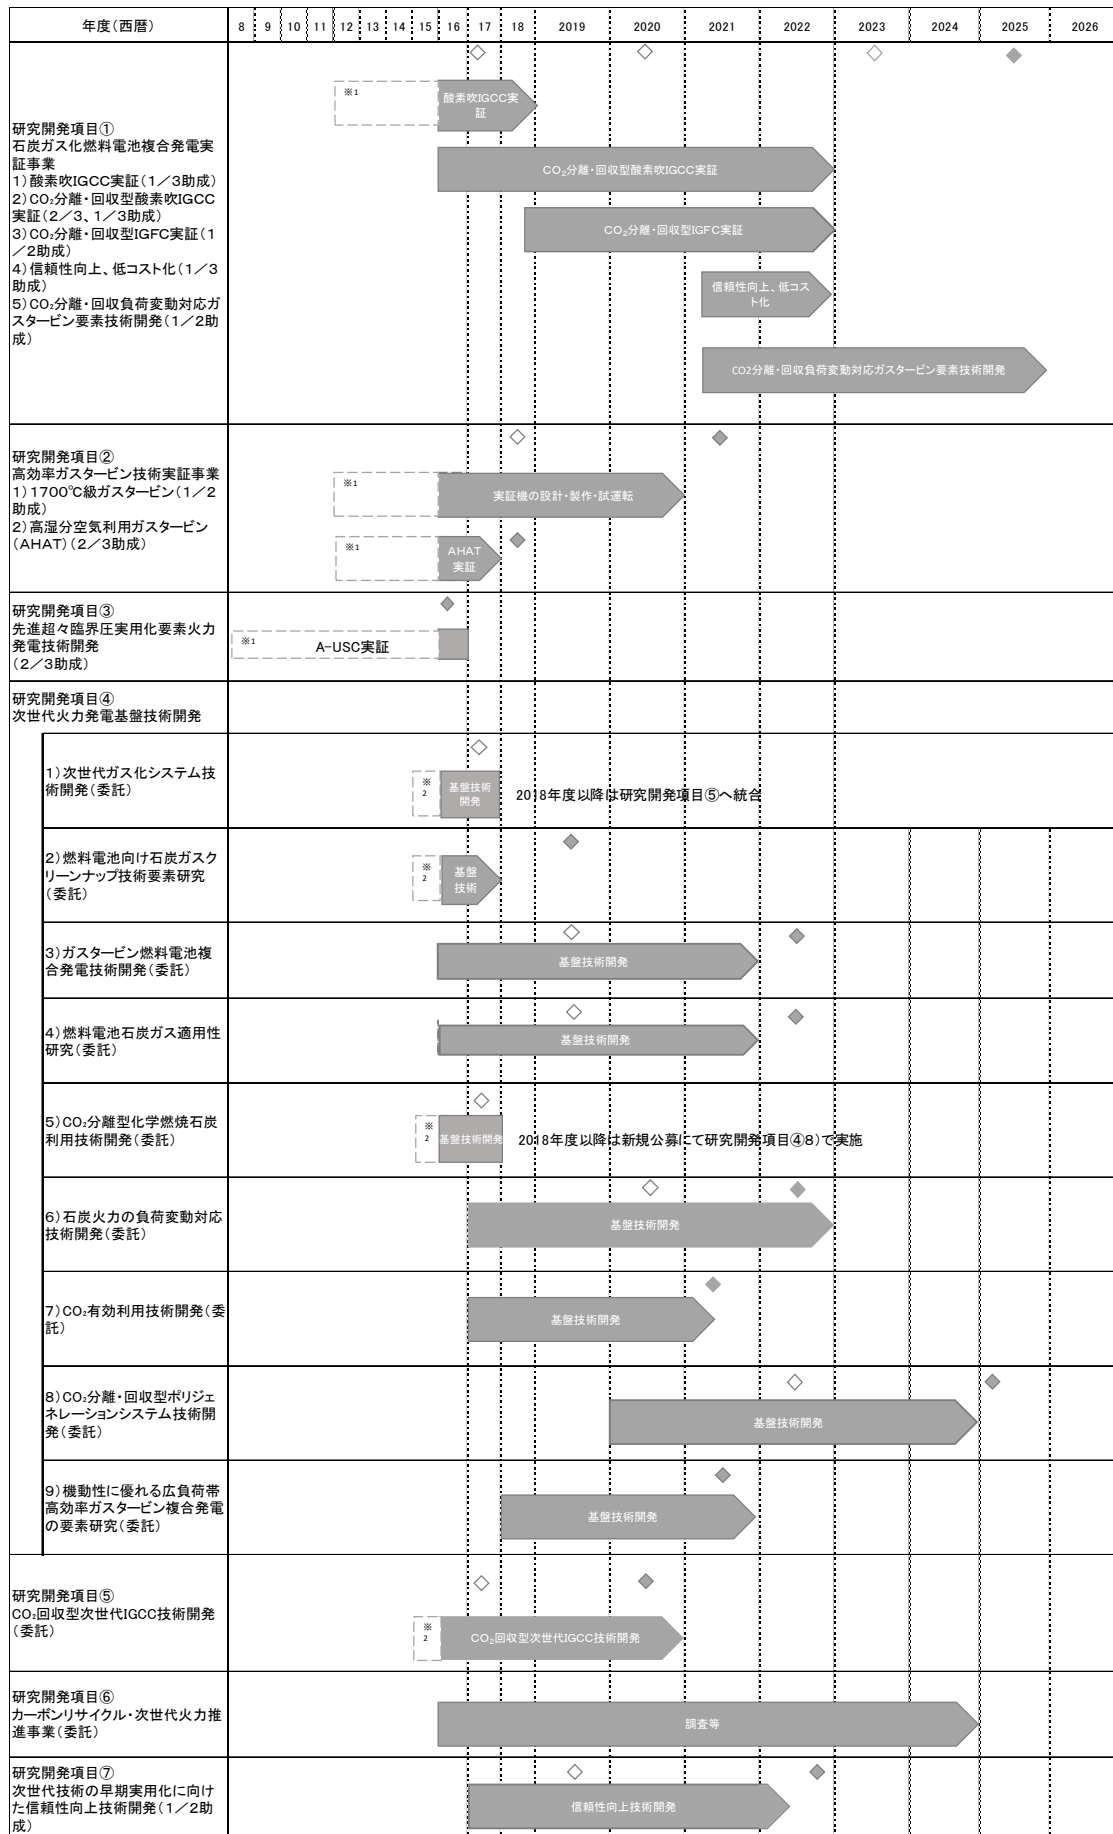 年度(西暦) 8 9 10 11 12 13 14 15 16 17 18 2019 2020 2021 2022 2023 2024 2025 2026
研究開発項目①
石炭ガス化燃料電池複合発電実
証事業
1)酸素吹IGCC実証(1/3助成)
2)CO₂分離・回収型酸素吹IGCC
実証(2/3、1/3助成)
3)CO₂分離・回収型IGFC実証(1
/2助成)
4)信頼性向上、低コスト化(1/3
助成)
5)CO₂分離・回収負荷変動対応ガ
スタービン要素技術開発(1/2助
成)
※1
酸素吹IGCC実
証
CO₂分離・回収型酸素吹IGCC実証
CO₂分離・回収型IGFC実証
信頼性向上、低コス
ト化
CO2分離・回収負荷変動対応ガスタービン要素技術開発
研究開発項目②
高効率ガスタービン技術実証事業
1)1700℃級ガスタービン(1/2
助成)
2)高湿分空気利用ガスタービン
(AHAT)(2/3助成)
※1
実証機の設計・製作・試運転
※1
AHAT
実証
研究開発項目③
先進超々臨界圧実用化要素火力
発電技術開発
(2/3助成)
※1
A-USC実証
研究開発項目④
次世代火力発電基盤技術開発
1)次世代ガス化システム技
術開発(委託)
※
2
基盤技術
開発
2018年度以降は研究開発項目⑤へ統合
2)燃料電池向け石炭ガスク
リーンナップ技術要素研究
(委託)
※
2
基盤
技術
3)ガスタービン燃料電池複
合発電技術開発(委託)
基盤技術開発
4)燃料電池石炭ガス適用性
研究(委託)
基盤技術開発
5)CO₂分離型化学燃焼石炭
利用技術開発(委託)
※
2
基盤技術開発
2018年度以降は新規公募にて研究開発項目④8)で実施
6)石炭火力の負荷変動対応
技術開発(委託)
基盤技術開発
7)CO₂有効利用技術開発(委
託)
基盤技術開発
8)CO₂分離・回収型ポリジェ
ネレーションシステム技術開
発(委託)
基盤技術開発
9)機動性に優れる広負荷帯
高効率ガスタービン複合発電
の要素研究(委託)
基盤技術開発
研究開発項目⑤
CO₂回収型次世代IGCC技術開発
(委託)
※
2
CO₂回収型次世代IGCC技術開発
研究開発項目⑥
カーボンリサイクル・次世代火力推
進事業(委託)
調査等
研究開発項目⑦
次世代技術の早期実用化に向け
た信頼性向上技術開発(1/2助
成)
信頼性向上技術開発